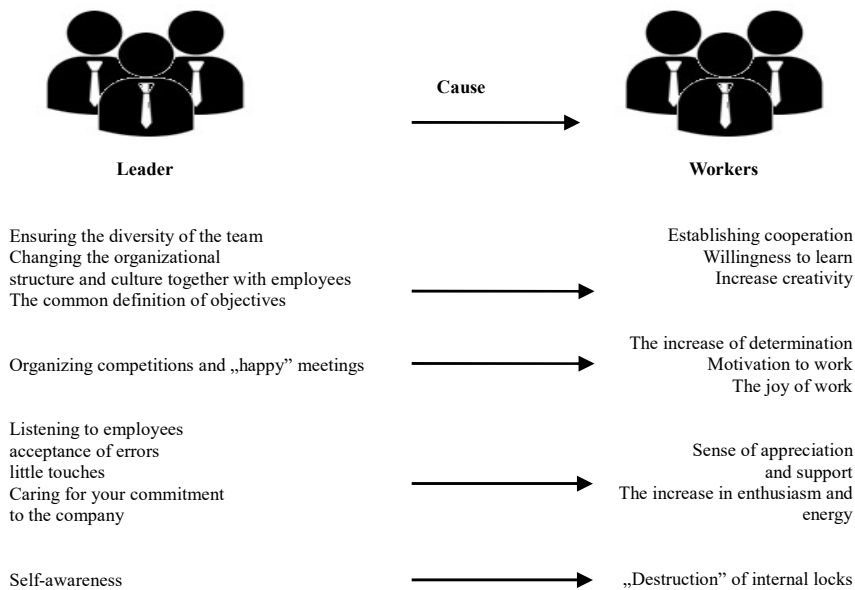 Cause
Leader
Workers
Ensuring the diversity of the team
Changing the organizational
structure and culture together with employees
The common definition of objectives
Establishing cooperation
Willingness to learn
Increase creativity
Organizing competitions and „happy” meetings
The increase of determination
Motivation to work
The joy of work
Listening to employees
acceptance of errors
little touches
Caring for your commitment
to the company
Sense of appreciation
and support
The increase in enthusiasm and
energy
Self-awareness
„Destruction” of internal locks